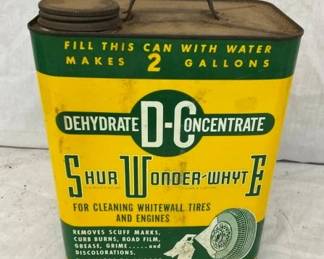 FILL THIS CAN WITH WATER
MAKES 2 GALLONS
DEHYDRATE D-C CONCENTRATE
SHUR WONDER-WHYTE
FOR CLEANING WHITEWALL TIRES
AND ENGINES
REMOVES SCUFF MARKS,
CURB BURNS, ROAD FILM,
GREASE, GRIME.....and
DISCOLORATIONS.